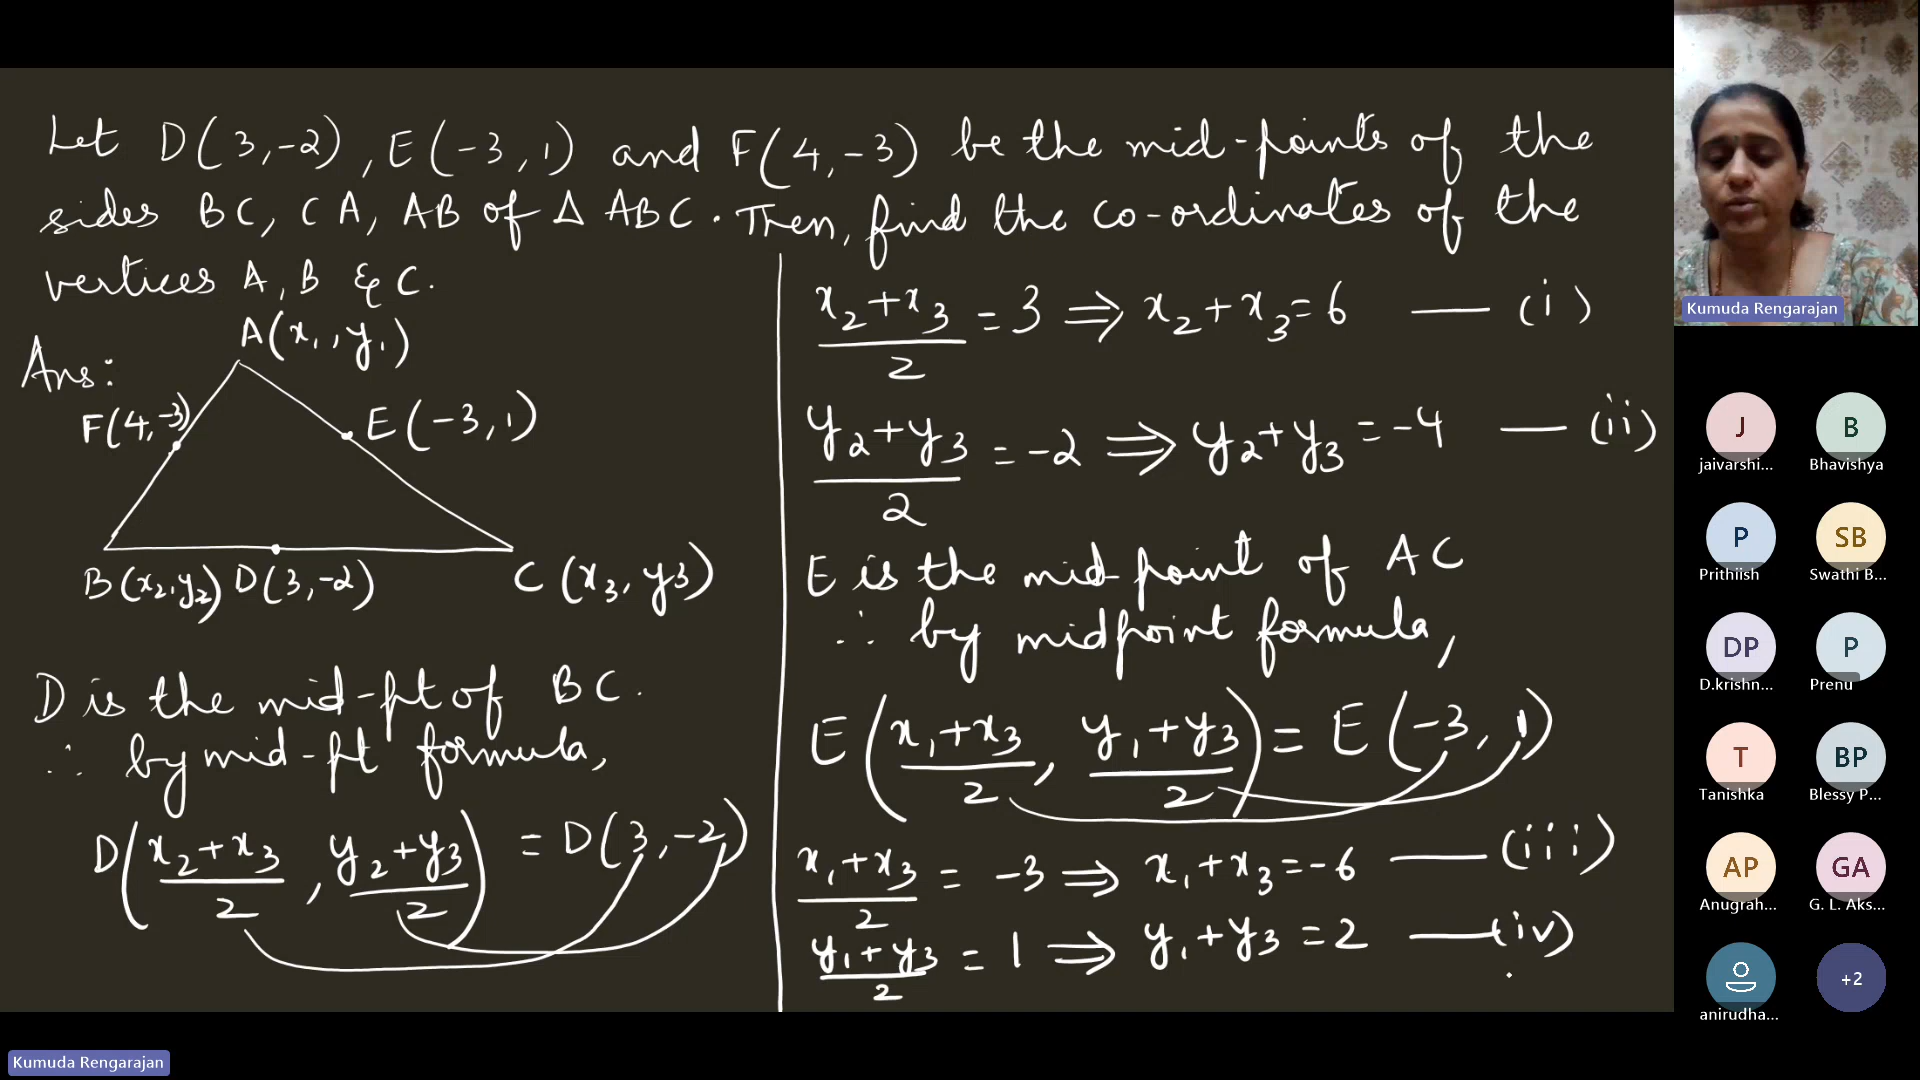 Let D(3,-2), E(-3,1) and F(4,-3) be the mid-points of the
sides BC, CA, AB of Δ ABC. Then, find the co-ordinates of the
vertices A, B & C.
Ans:
A(x₁,y₁)
F(4,-3)
E(-3,1)
B(x₂,y₂)
D(3,-2)
C(x₃,y₃)
D is the mid-pt of BC.
∴ by mid-pt formula,
D((x₂+x₃)/2, (y₂+y₃)/2) = D(3,-2)
(x₂+x₃)/2 = 3 ⇒ x₂+x₃=6 — (i)
(y₂+y₃)/2 = -2 ⇒ y₂+y₃=-4 — (ii)
E is the mid-point of AC
∴ by midpoint formula,
E((x₁+x₃)/2, (y₁+y₃)/2) = E(-3,1)
(x₁+x₃)/2 = -3 ⇒ x₁+x₃=-6 — (iii)
(y₁+y₃)/2 = 1 ⇒ y₁+y₃=2 — (iv)
Kumuda Rengarajan
J
jaivarshi...
B
Bhavishya
P
Prithiish
SB
Swathi B...
DP
D.krishn...
P
Prenu
T
Tanishka
BP
Blessy P...
AP
Anugrah...
GA
G. L. Aks...
anirudha...
+2
Kumuda Rengarajan